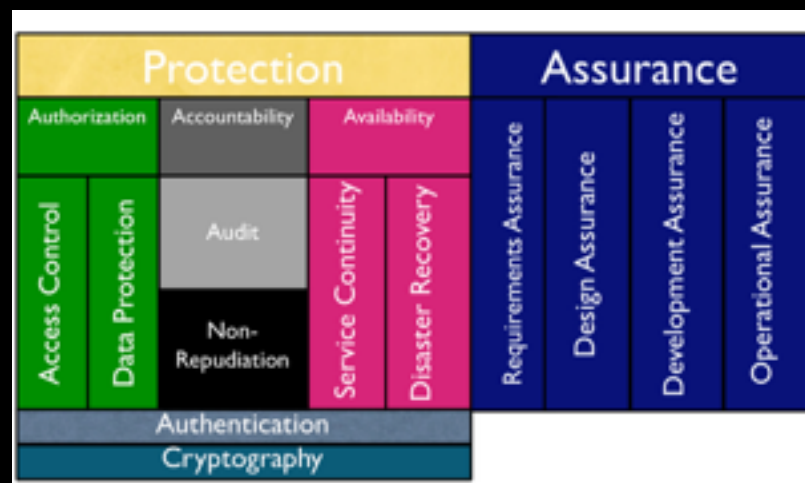 Protection
Assurance
Authorization
Accountability
Availability
Access Control
Data Protection
Audit
Non-
Repudiation
Service Continuity
Disaster Recovery
Requirements Assurance
Design Assurance
Development Assurance
Operational Assurance
Authentication
Cryptography